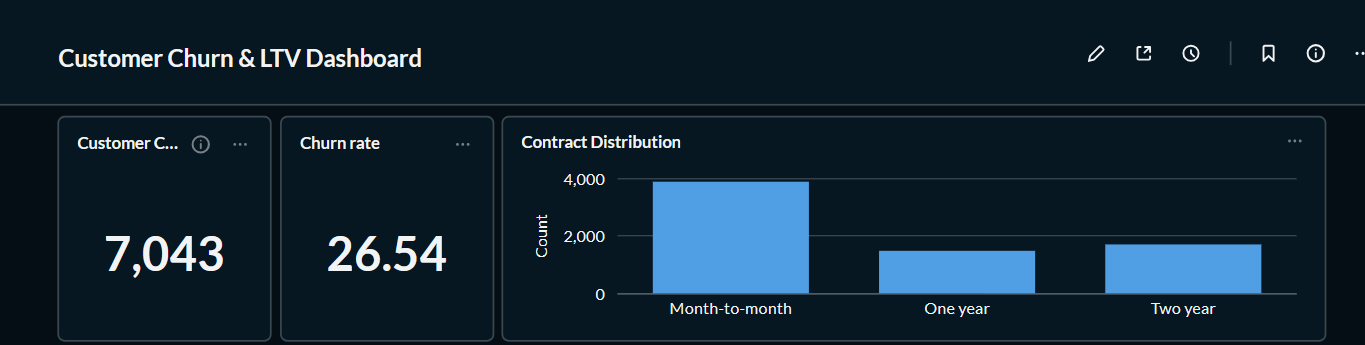 Customer Churn & LTV Dashboard
Customer C...
7,043
Churn rate
26.54
Contract Distribution
Count
4,000
2,000
0
Month-to-month
One year
Two year